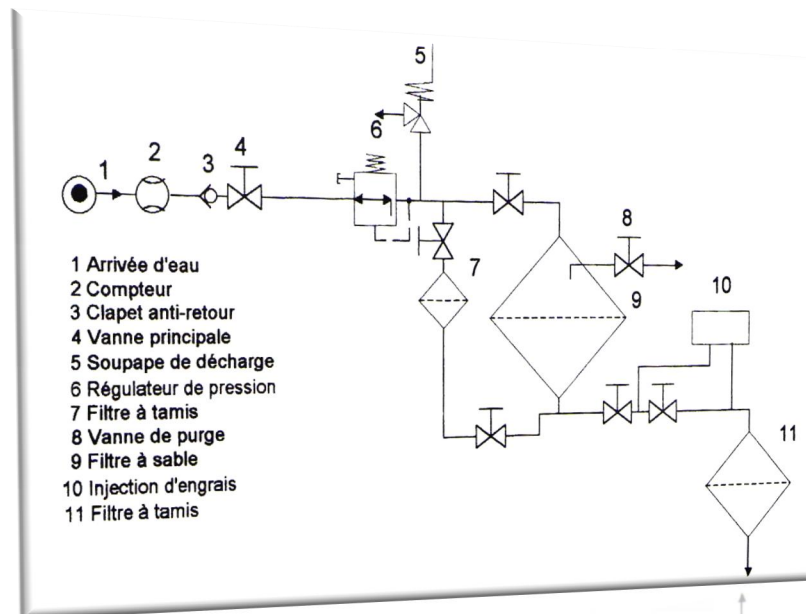 5
6
1
2
3
4
8
7
9
10
11
1 Arrivée d'eau
2 Compteur
3 Clapet anti-retour
4 Vanne principale
5 Soupape de décharge
6 Régulateur de pression
7 Filtre à tamis
8 Vanne de purge
9 Filtre à sable
10 Injection d'engrais
11 Filtre à tamis